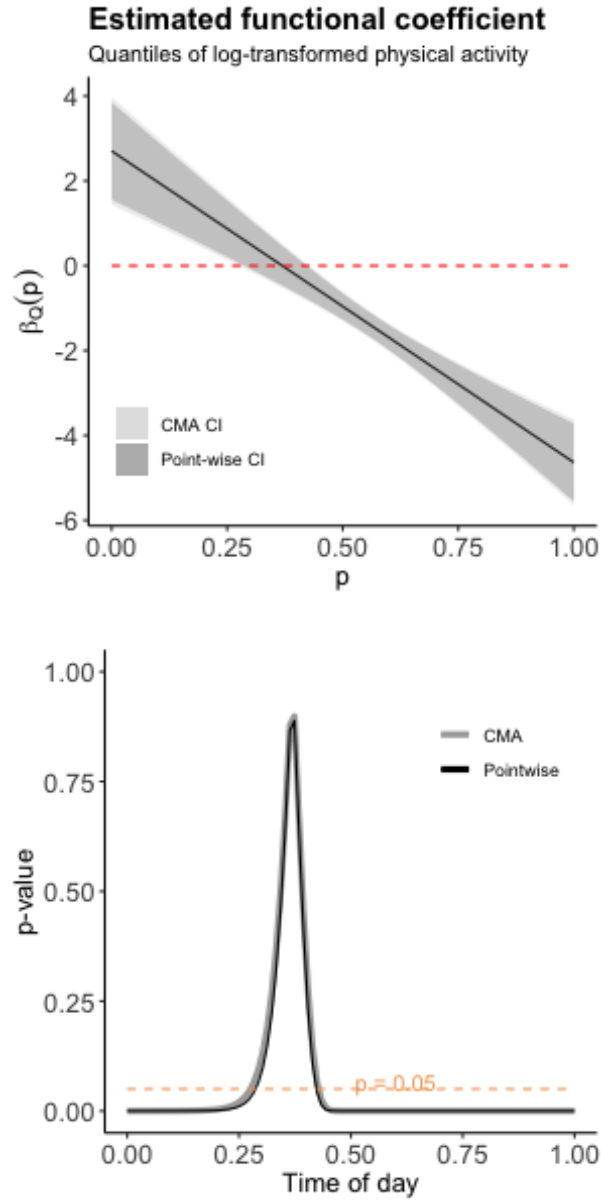 Estimated functional coefficient
Quantiles of log-transformed physical activity
4
2
0
-2
-4
-6
βQ(p)
CMA CI
Point-wise CI
0.00 0.25 0.50 0.75 1.00
p
1.00
0.75
0.50
0.25
0.00
p-value
CMA
Pointwise
p = 0.05
0.00 0.25 0.50 0.75 1.00
Time of day